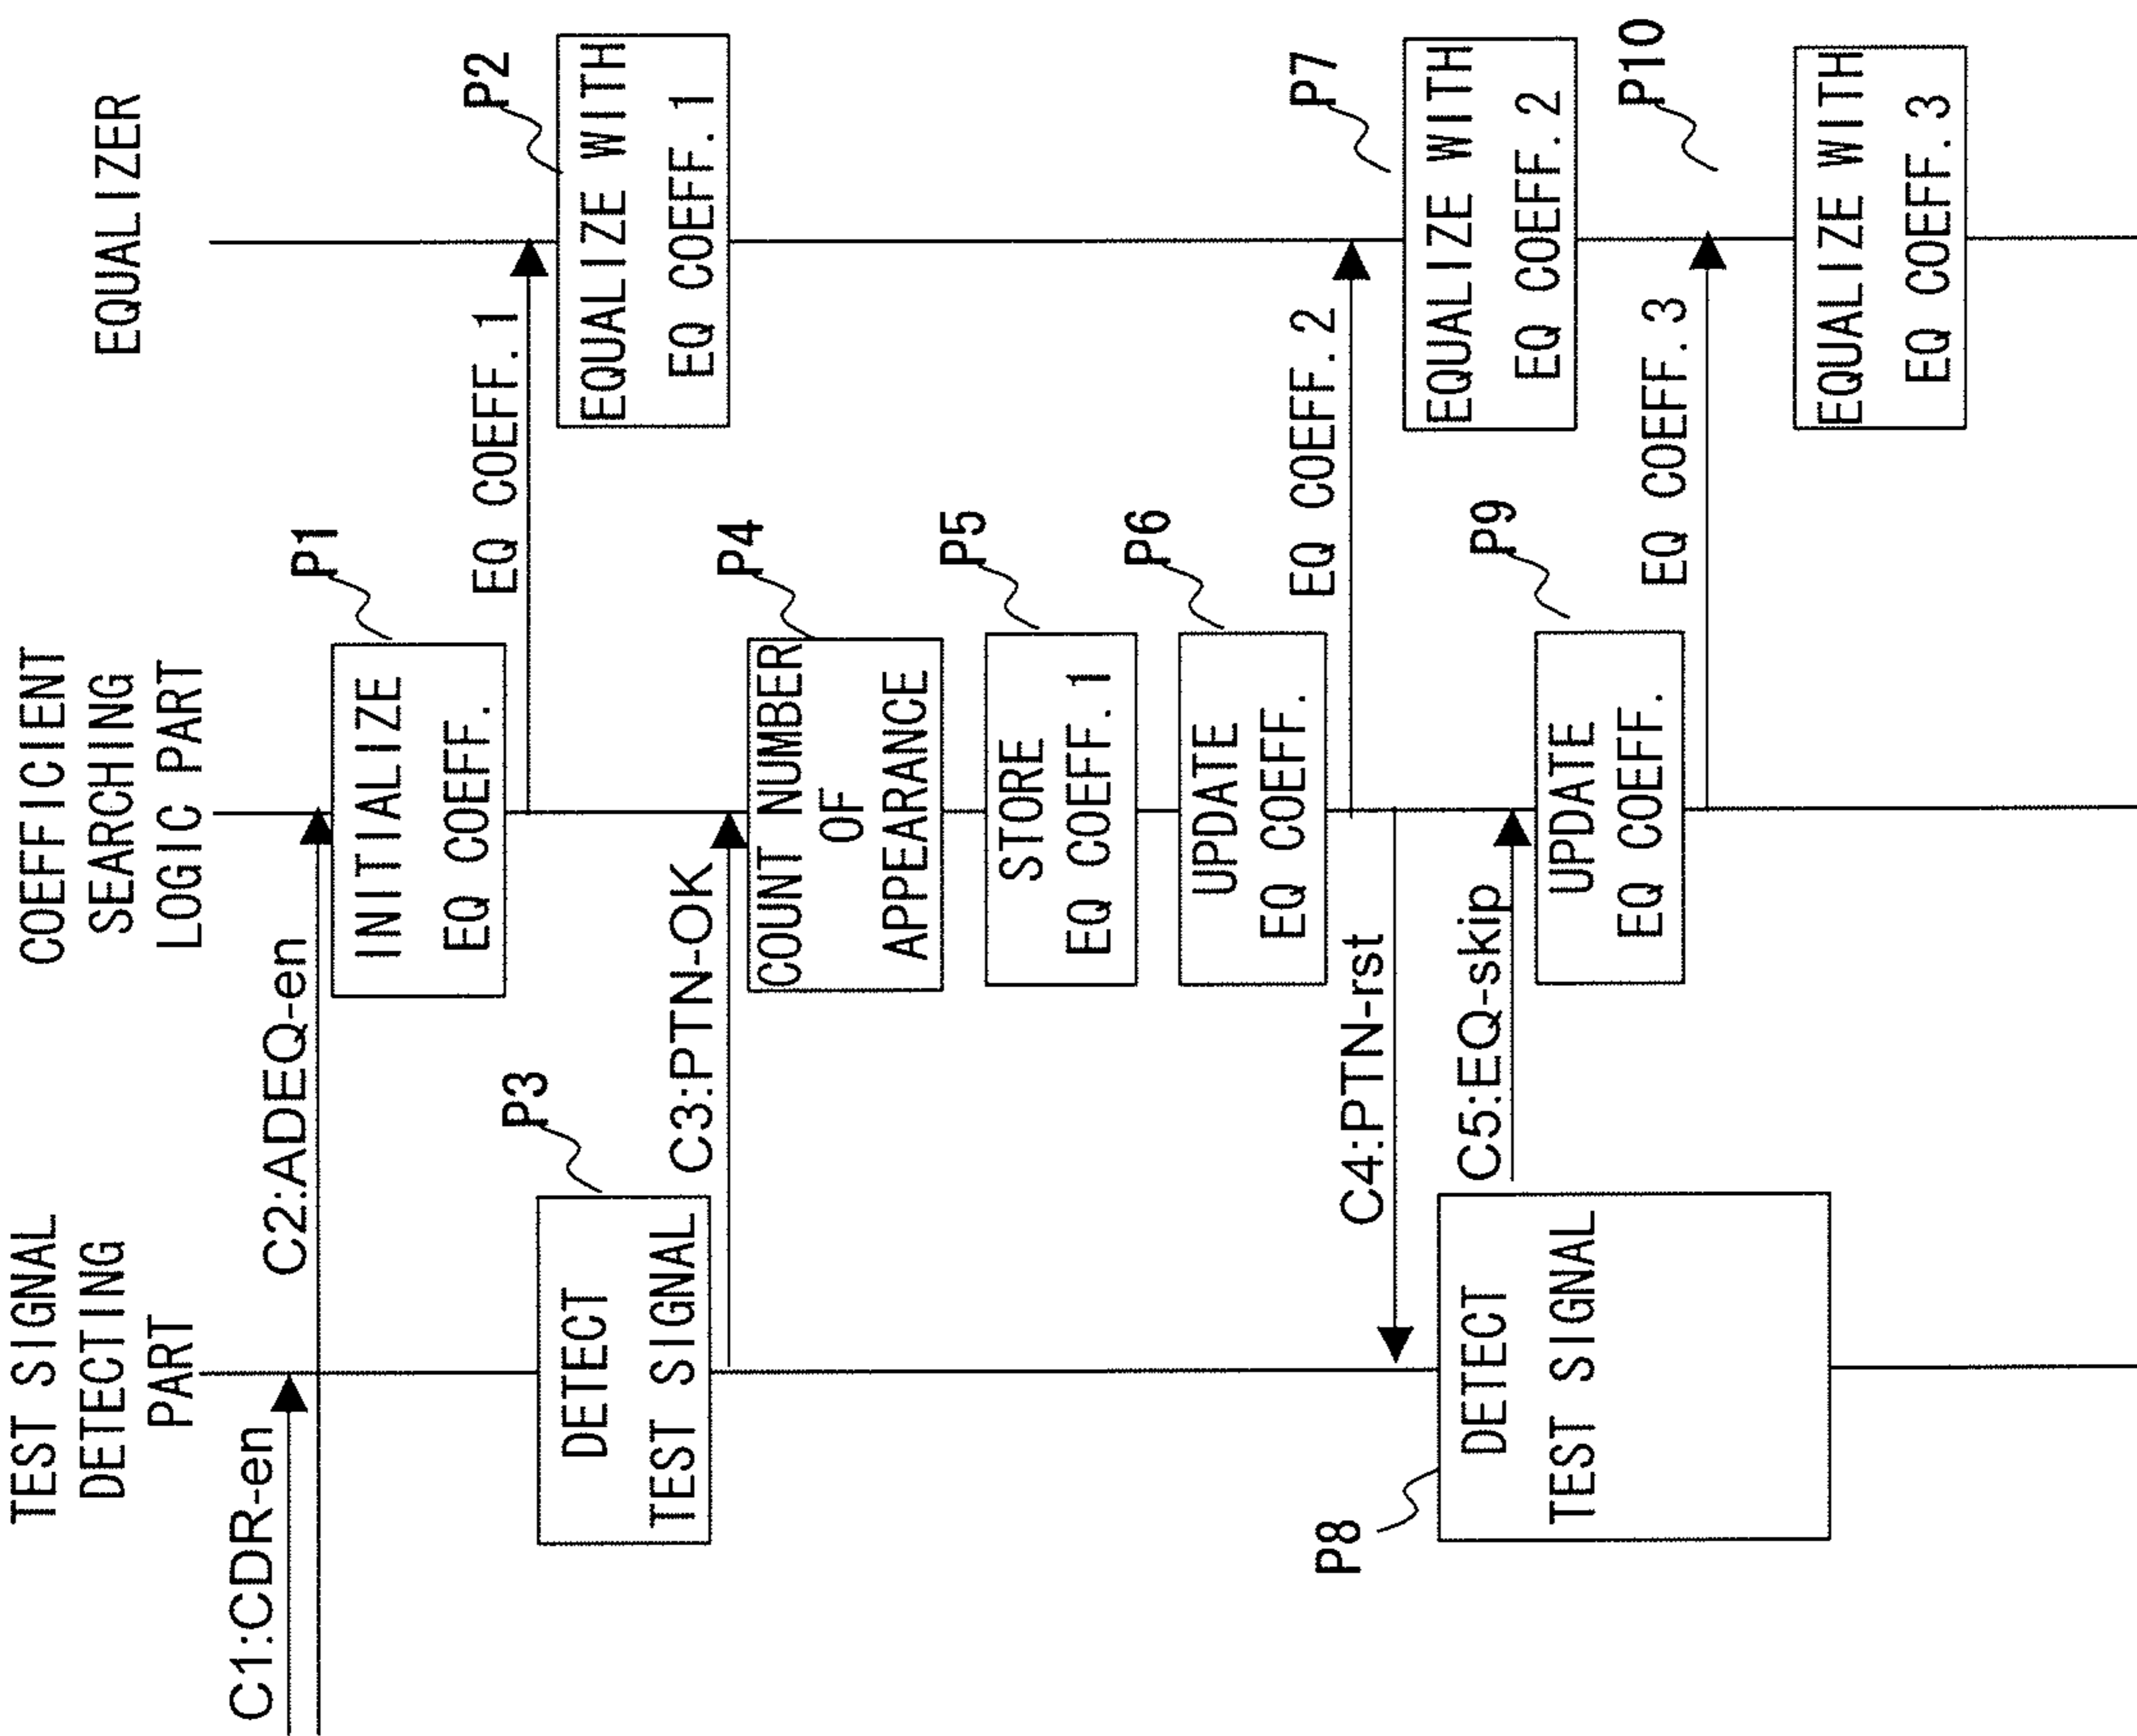 TEST SIGNAL
DETECTING
PART
COEFFICIENT
SEARCHING
LOGIC PART
EQUALIZER
C1:CDR-en
C2:ADEQ-en
P1
INITIALIZE
EQ COEFF.
EQ COEFF. 1
P2
EQUALIZE WITH
EQ COEFF. 1
P3
DETECT
TEST SIGNAL
C3:PTN-OK
P4
COUNT NUMBER
OF
APPEARANCE
P5
STORE
EQ COEFF. 1
P6
UPDATE
EQ COEFF.
EQ COEFF. 2
P7
EQUALIZE WITH
EQ COEFF. 2
C4:PTN-rst
P8
DETECT
TEST SIGNAL
C5:EQ-skip
P9
UPDATE
EQ COEFF.
EQ COEFF. 3
P10
EQUALIZE WITH
EQ COEFF. 3